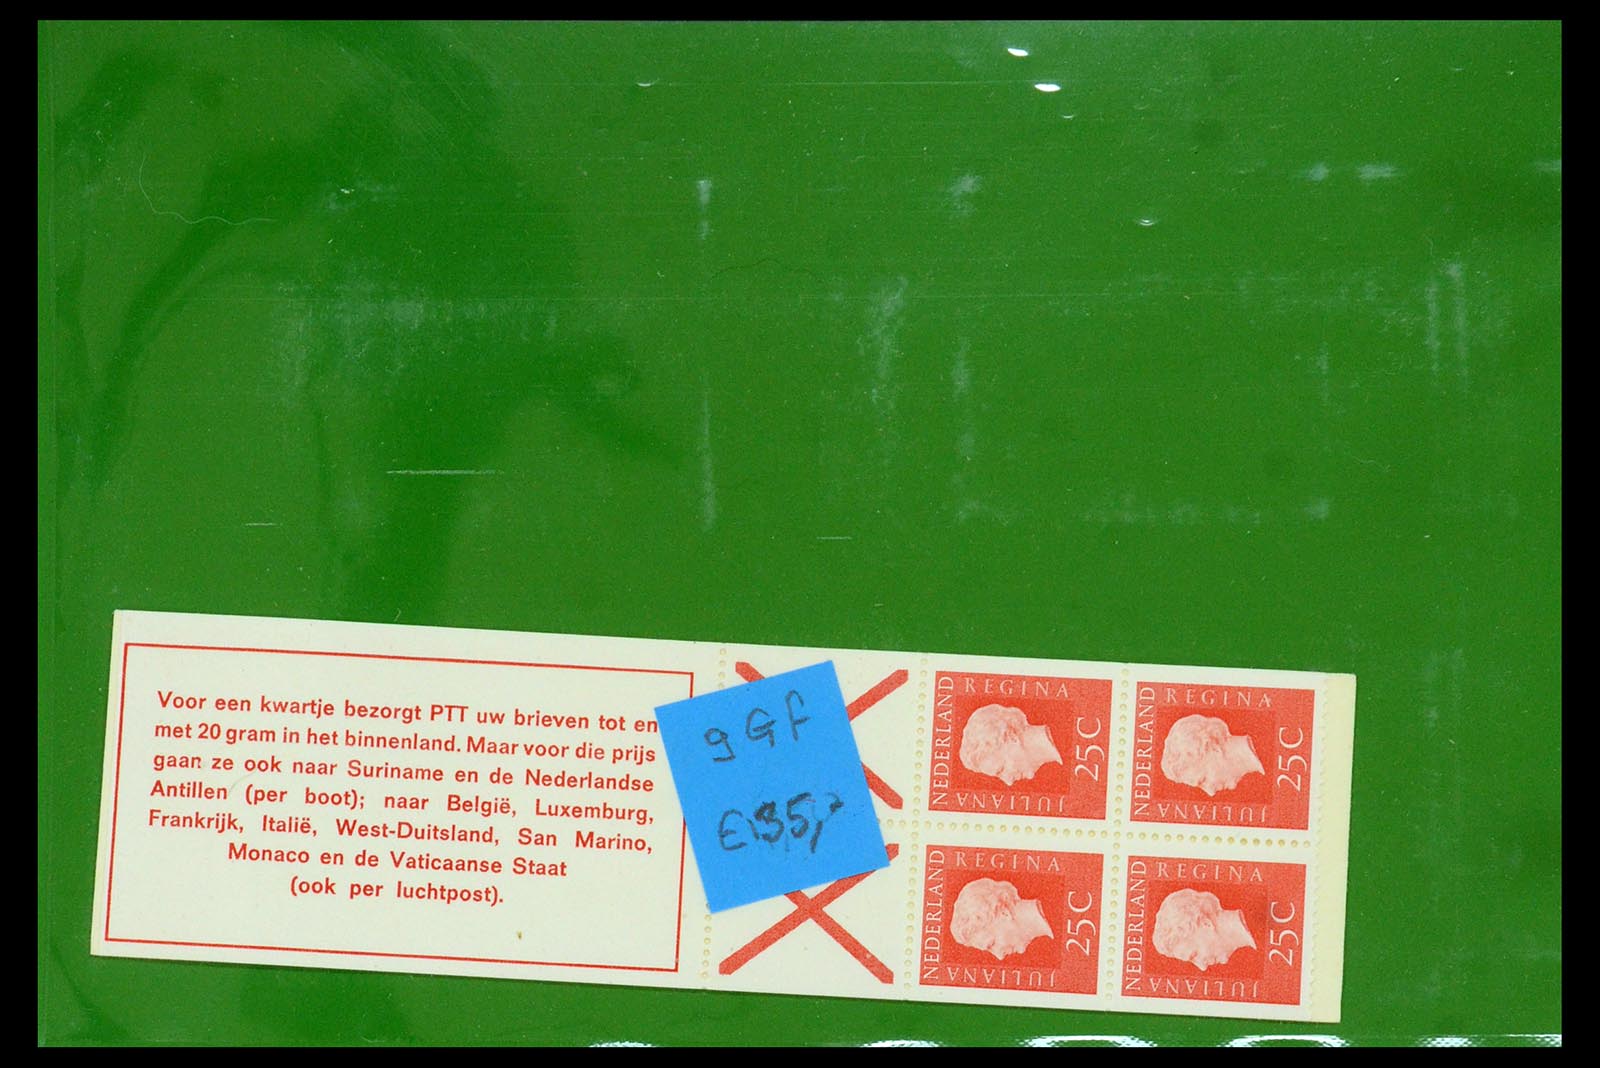 Voor een kwartje bezorgt PTT uw brieven tot en
met 20 gram in het binnenland. Maar voor die prijs
gaan ze ook naar Suriname en de Nederlandse
Antillen (per boot); naar België, Luxemburg,
Frankrijk, Italië, West-Duitsland, San Marino,
Monaco en de Vaticaanse Staat
(ook per luchtpost).
9Gf
€35,-
NEDERLAND
REGINA
25C
JULIANA
NEDERLAND
REGINA
25C
JULIANA
NEDERLAND
REGINA
25C
JULIANA
NEDERLAND
REGINA
25C
JULIANA